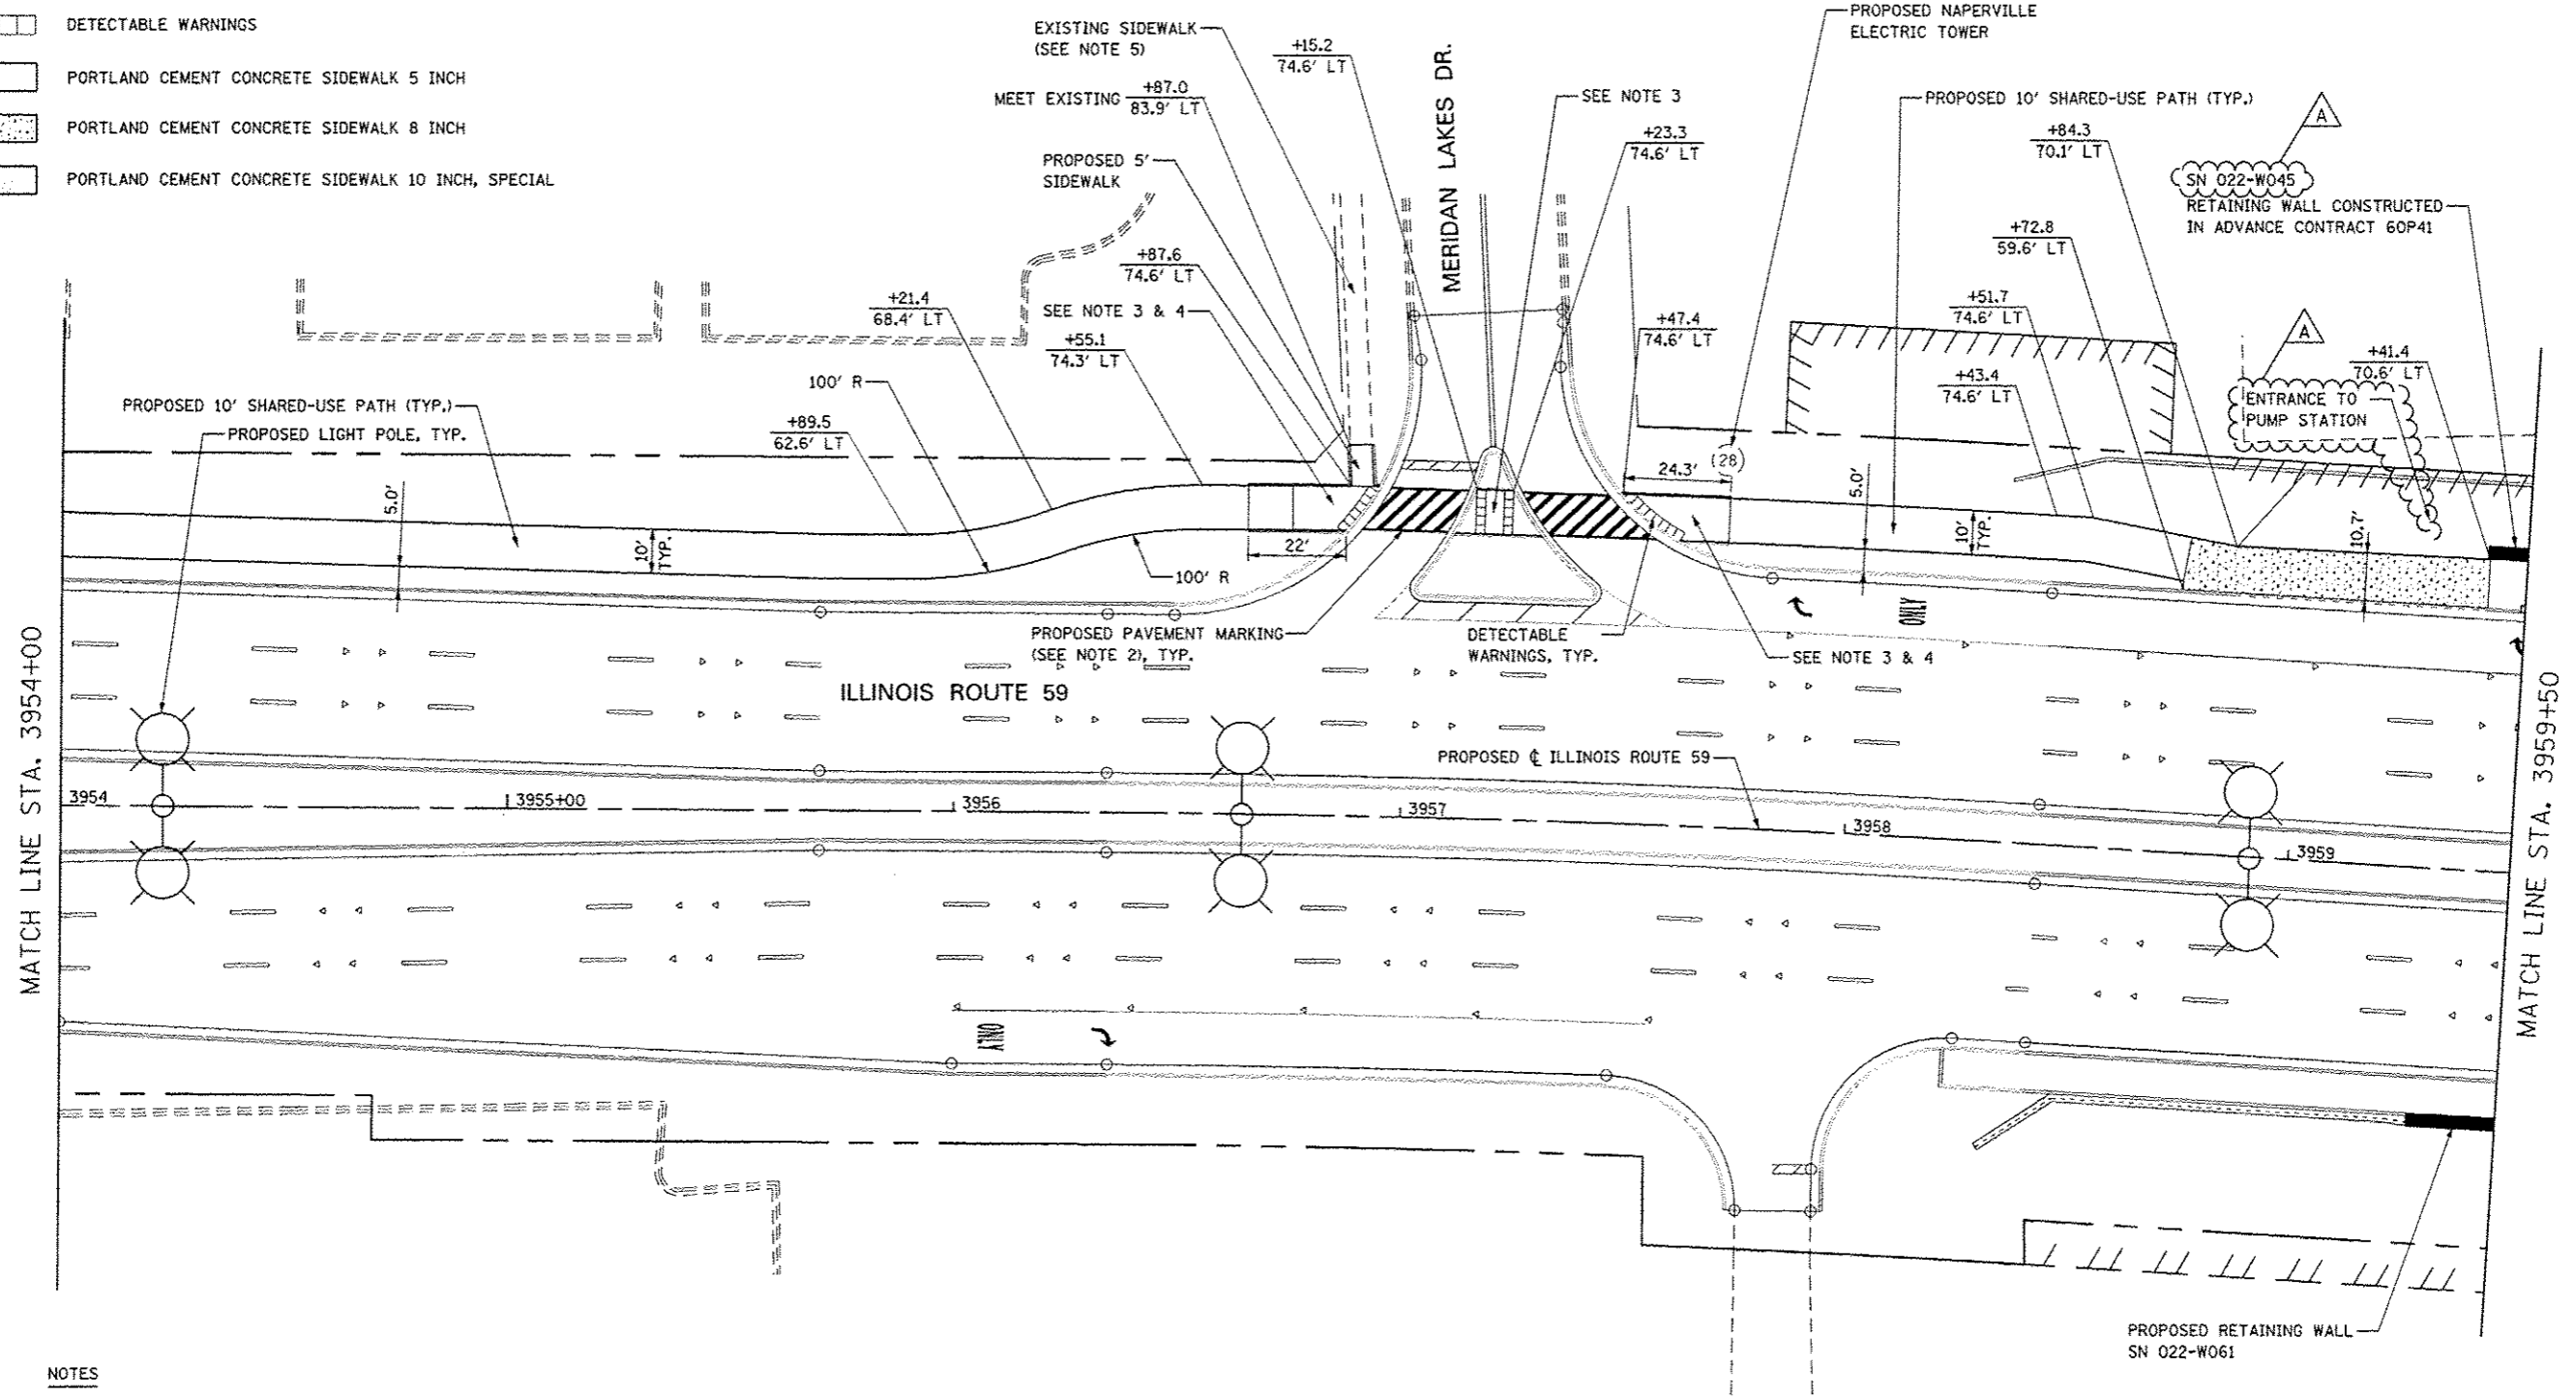 DETECTABLE WARNINGS
PORTLAND CEMENT CONCRETE SIDEWALK 5 INCH
PORTLAND CEMENT CONCRETE SIDEWALK 8 INCH
PORTLAND CEMENT CONCRETE SIDEWALK 10 INCH, SPECIAL
EXISTING SIDEWALK
(SEE NOTE 5)
MEET EXISTING
+87.0
83.9' LT
PROPOSED 5'
SIDEWALK
+87.6
74.6' LT
SEE NOTE 3 & 4
+55.1
74.3' LT
+21.4
68.4' LT
100' R
+89.5
62.6' LT
+15.2
74.6' LT
MERIDAN LAKES DR.
SEE NOTE 3
+23.3
74.6' LT
PROPOSED NAPERVILLE
ELECTRIC TOWER
PROPOSED 10' SHARED-USE PATH (TYP.)
+84.3
70.1' LT
A
SN 022-W045
RETAINING WALL CONSTRUCTED
IN ADVANCE CONTRACT 60P41
+72.8
59.6' LT
+51.7
74.6' LT
+47.4
74.6' LT
+43.4
74.6' LT
A
+41.4
70.6' LT
ENTRANCE TO
PUMP STATION
PROPOSED 10' SHARED-USE PATH (TYP.)
PROPOSED LIGHT POLE, TYP.
5.0'
10'
TYP.
22'
100' R
24.3'
(28)
5.0'
10'
TYP.
10.7'
PROPOSED PAVEMENT MARKING
(SEE NOTE 2), TYP.
DETECTABLE
WARNINGS, TYP.
SEE NOTE 3 & 4
ONLY
ILLINOIS ROUTE 59
PROPOSED ℄ ILLINOIS ROUTE 59
3954
3955+00
3956
3957
3958
3959
MATCH LINE STA. 3954+00
MATCH LINE STA. 3959+50
ONLY
PROPOSED RETAINING WALL
SN 022-W061
NOTES